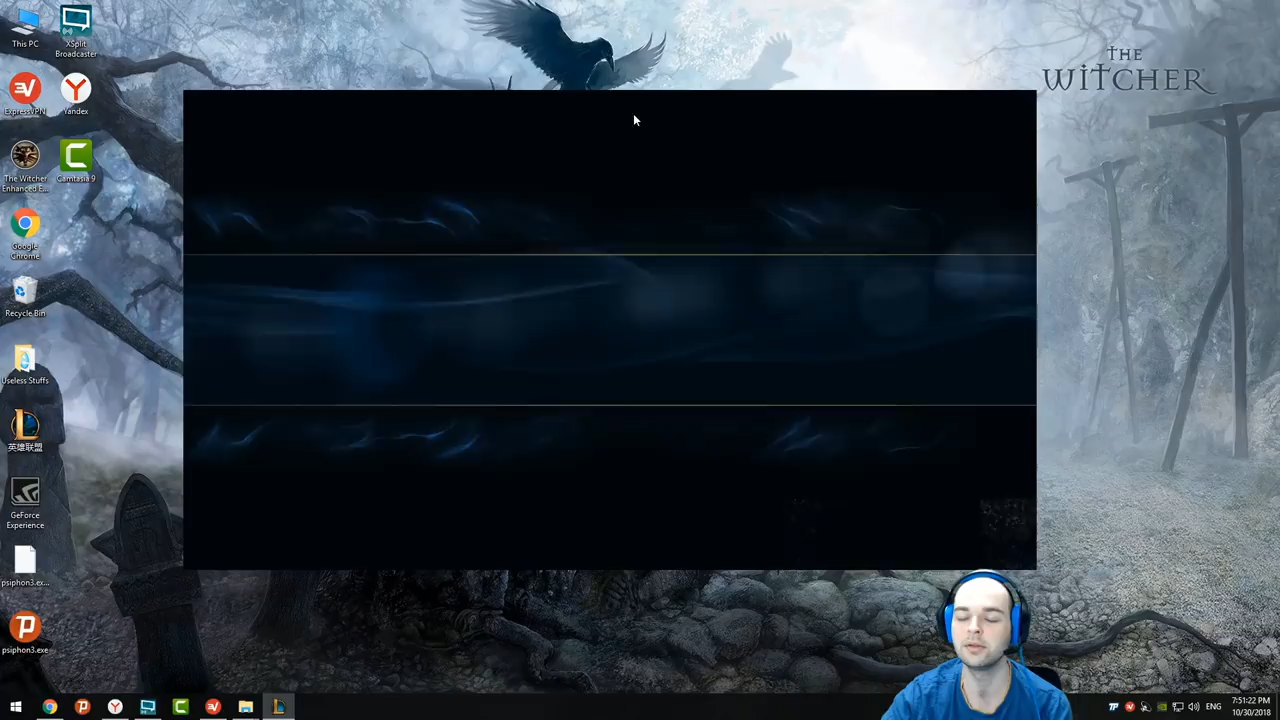 This PC
XSplit
Broadcaster
ExpressVPN
Yandex
The Witcher
Enhanced E...
Camtasia 9
Google
Chrome
Recycle Bin
Useless Stuffs
英雄联盟
GeForce
Experience
psiphon3.ex...
psiphon3.exe
THE
WITCHER
ENG
7:51:22 PM
10/30/2018